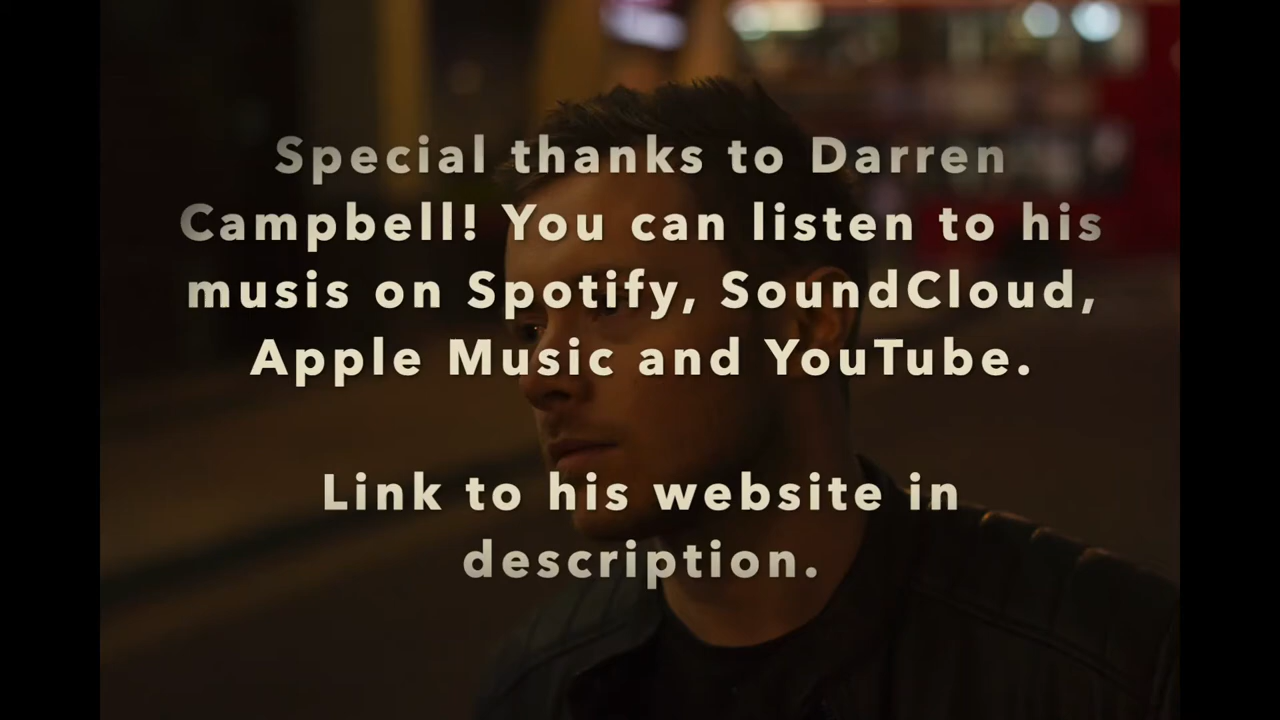 Special thanks to Darren
Campbell! You can listen to his
musis on Spotify, SoundCloud,
Apple Music and YouTube.
Link to his website in
description.